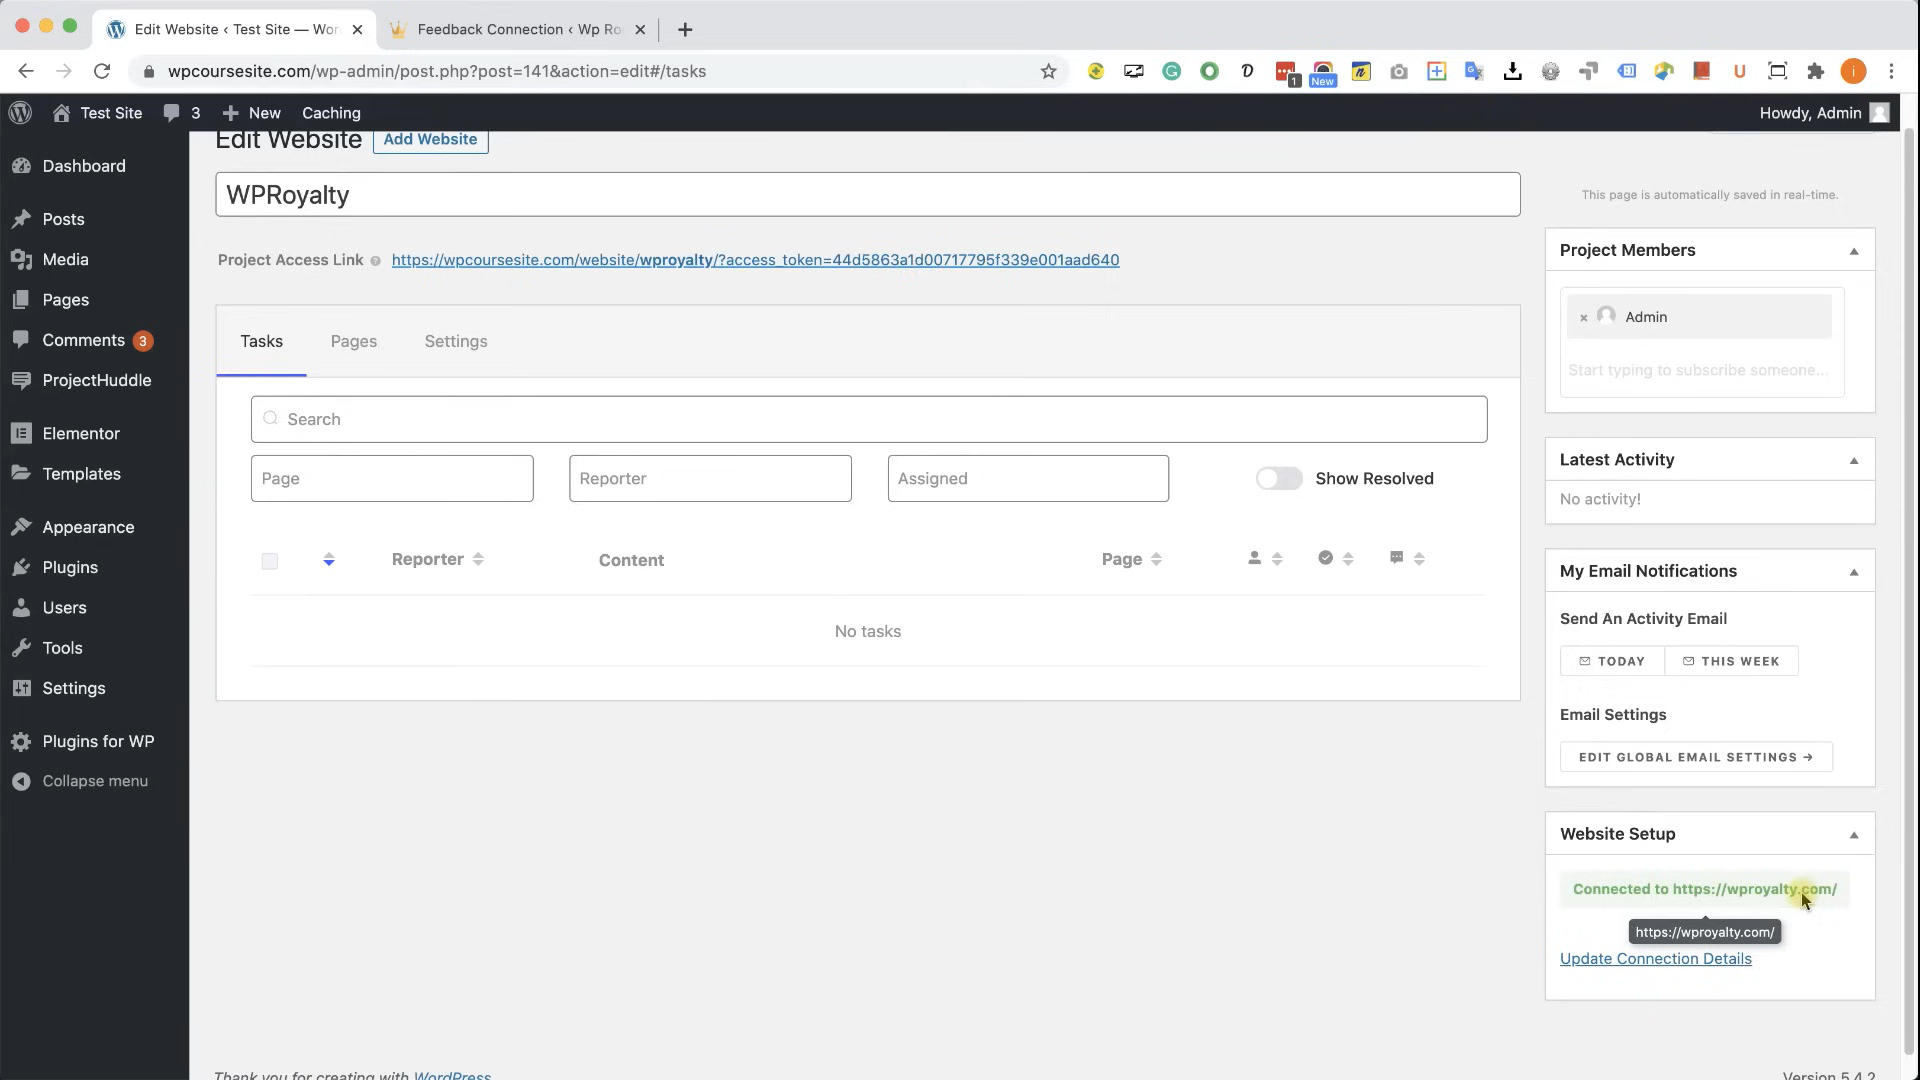 Edit Website ‹ Test Site — Wor
Feedback Connection ‹ Wp Ro
wpcoursesite.com/wp-admin/post.php?post=141&action=edit#/tasks
1
New
i
Test Site
3
New
Caching
Howdy, Admin
Dashboard
Posts
Media
Pages
Comments 3
ProjectHuddle
Elementor
Templates
Appearance
Plugins
Users
Tools
Settings
Plugins for WP
Collapse menu
Edit Website
Add Website
WPRoyalty
Project Access Link
https://wpcoursesite.com/website/wproyalty/?access_token=44d5863a1d00717795f339e001aad640
Tasks
Pages
Settings
Search
Page
Reporter
Assigned
Show Resolved
Reporter
Content
Page
No tasks
This page is automatically saved in real-time.
Project Members
× Admin
Start typing to subscribe someone...
Latest Activity
No activity!
My Email Notifications
Send An Activity Email
TODAY
THIS WEEK
Email Settings
EDIT GLOBAL EMAIL SETTINGS →
Website Setup
Connected to https://wproyalty.com/
https://wproyalty.com/
Update Connection Details
Thank you for creating with WordPress
Version 5.4.2